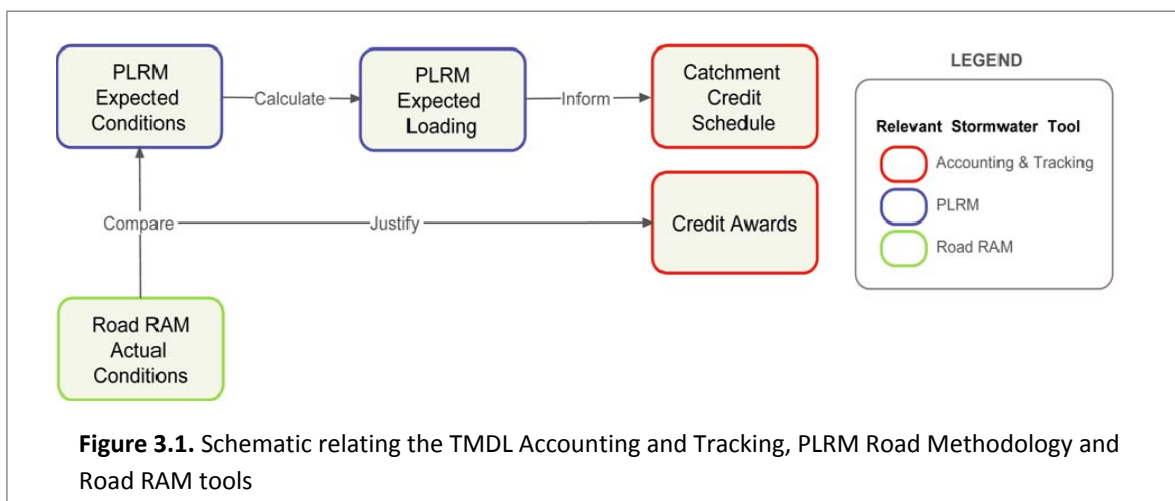 PLRM
Expected
Conditions
Calculate
PLRM
Expected
Loading
Inform
Catchment
Credit
Schedule
Compare
Justify
Credit Awards
Road RAM
Actual
Conditions
LEGEND
Relevant Stormwater Tool
Accounting & Tracking
PLRM
Road RAM
Figure 3.1. Schematic relating the TMDL Accounting and Tracking, PLRM Road Methodology and
Road RAM tools